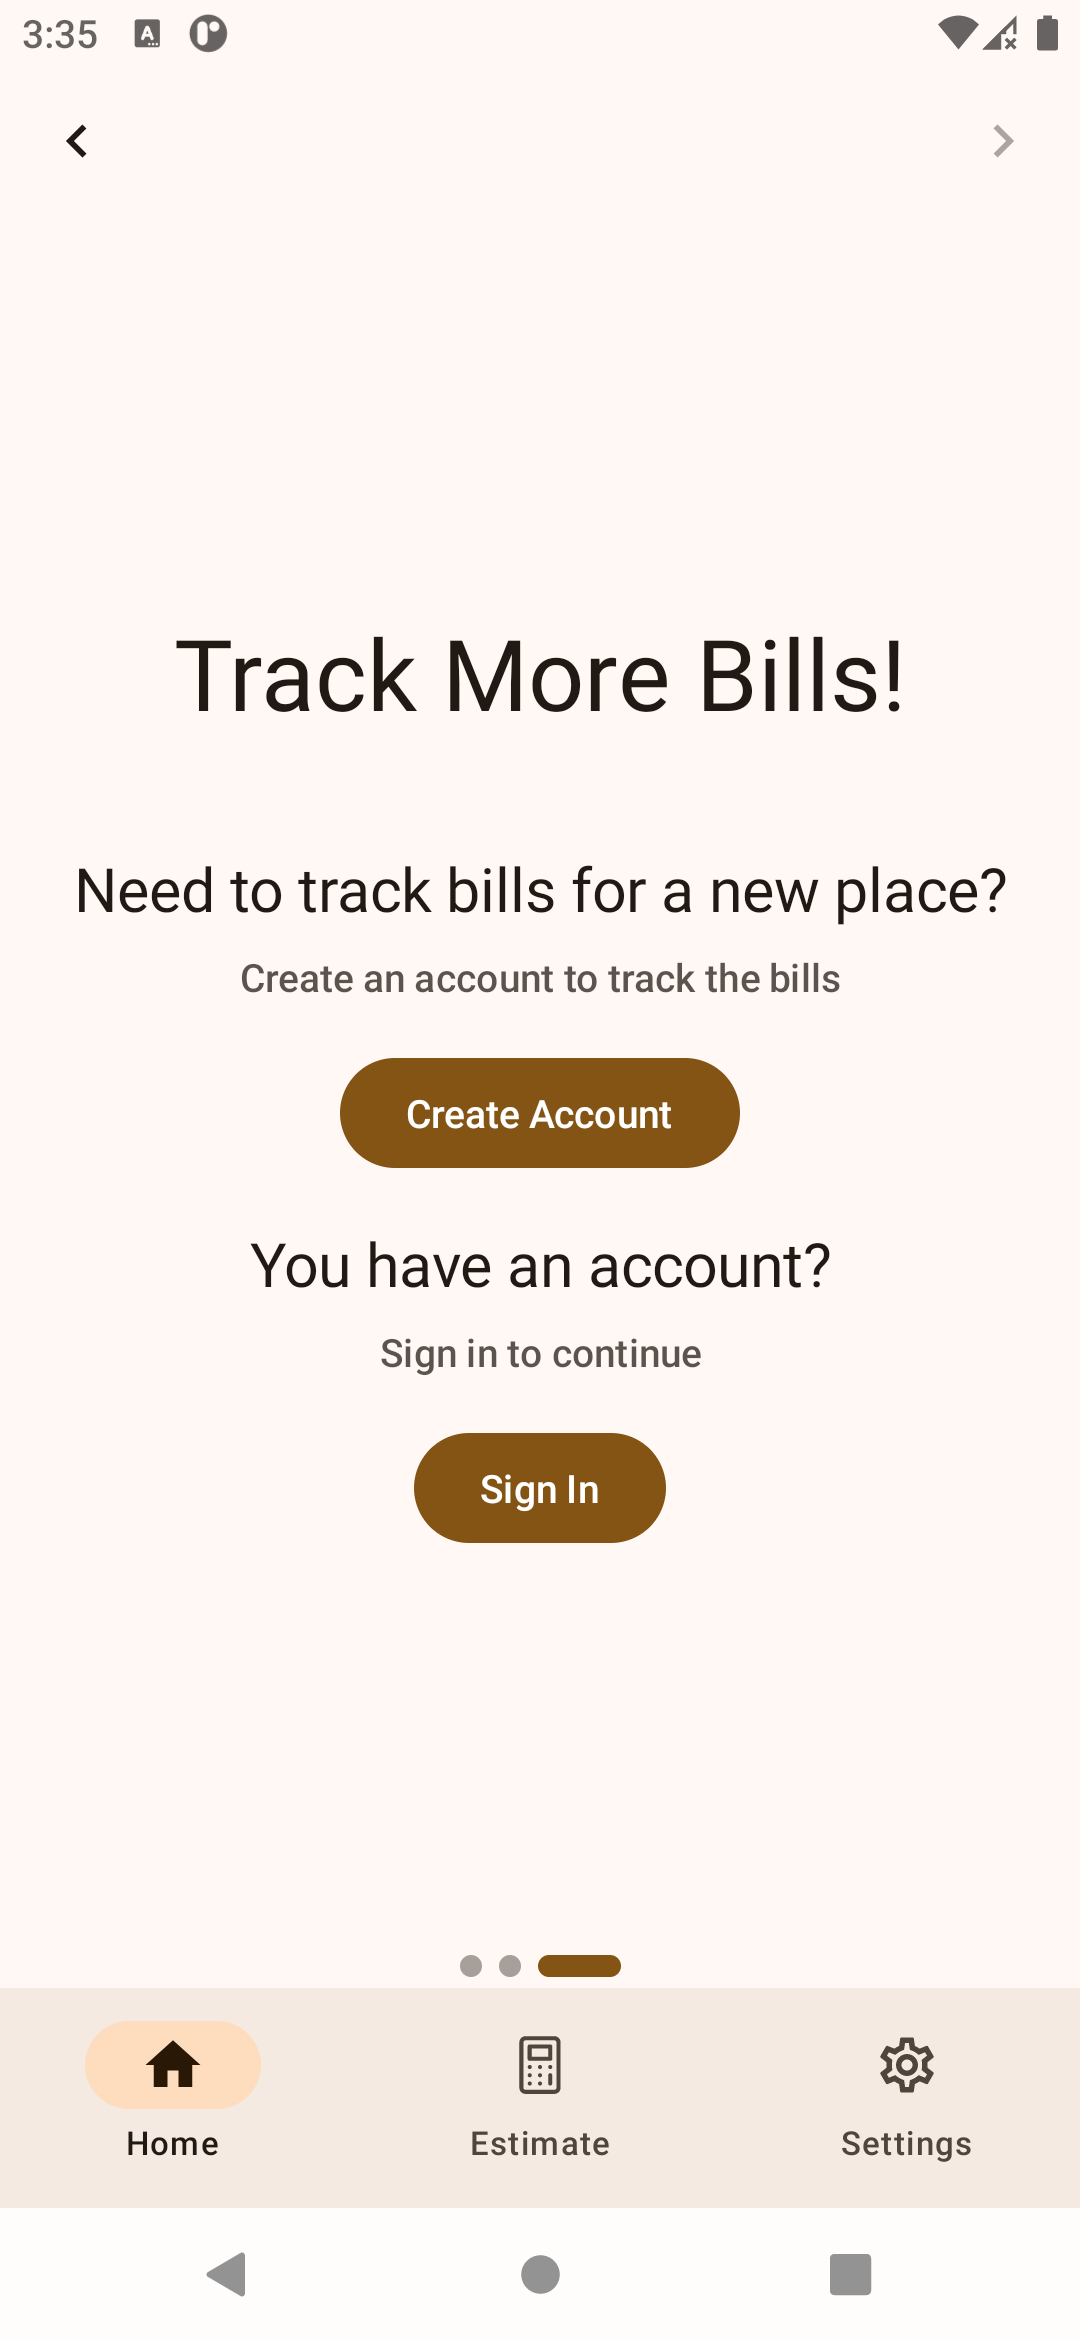 3:35
Track More Bills!
Need to track bills for a new place?
Create an account to track the bills
Create Account
You have an account?
Sign in to continue
Sign In
Home
Estimate
Settings